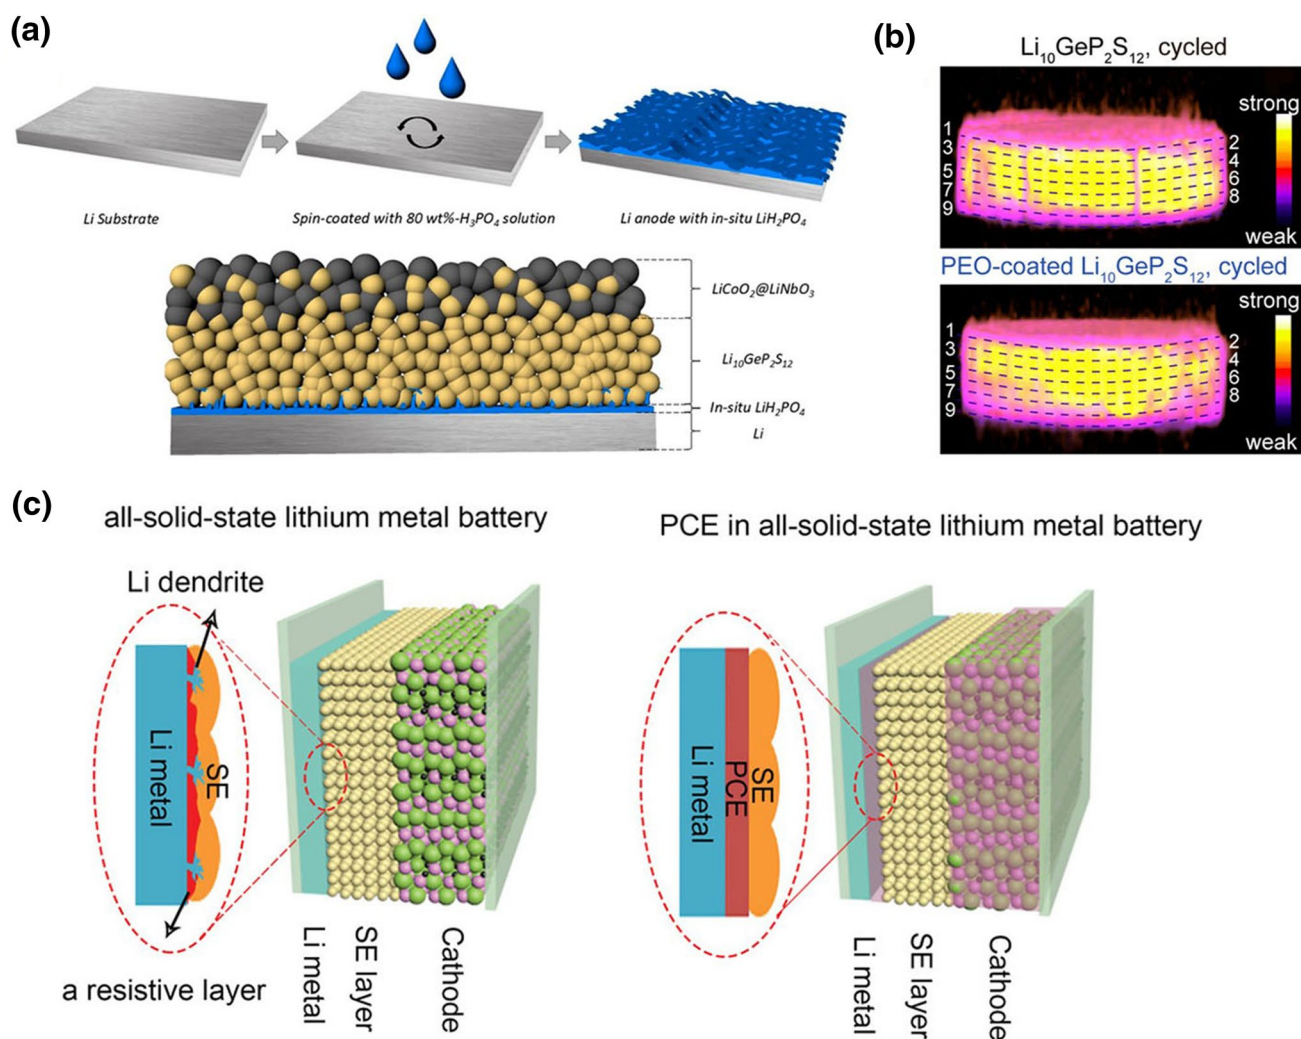 (a)
Li Substrate
Spin-coated with 80 wt%-H₃PO₄ solution
Li anode with in-situ LiH₂PO₄
LiCoO₂@LiNbO₃
Li₁₀GeP₂S₁₂
In-situ LiH₂PO₄
Li
(b)
Li₁₀GeP₂S₁₂, cycled
strong
1
3
5
7
9
2
4
6
8
weak
PEO-coated Li₁₀GeP₂S₁₂, cycled
strong
1
3
5
7
9
2
4
6
8
weak
(c)
all-solid-state lithium metal battery
Li dendrite
Li metal
SE
a resistive layer
Li metal
SE layer
Cathode
PCE in all-solid-state lithium metal battery
Li metal
PCE
SE
Li metal
SE layer
Cathode